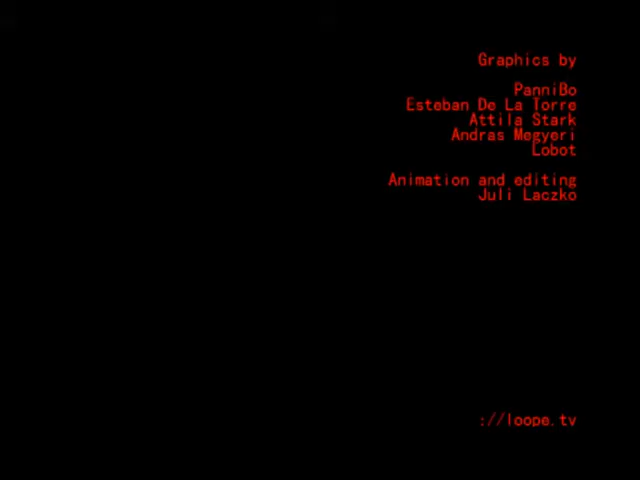 Graphics by
PanniBo
Esteban De La Torre
Attila Stark
Andras Megyeri
Lobot
Animation and editing
Juli Laczko
://loope.tv